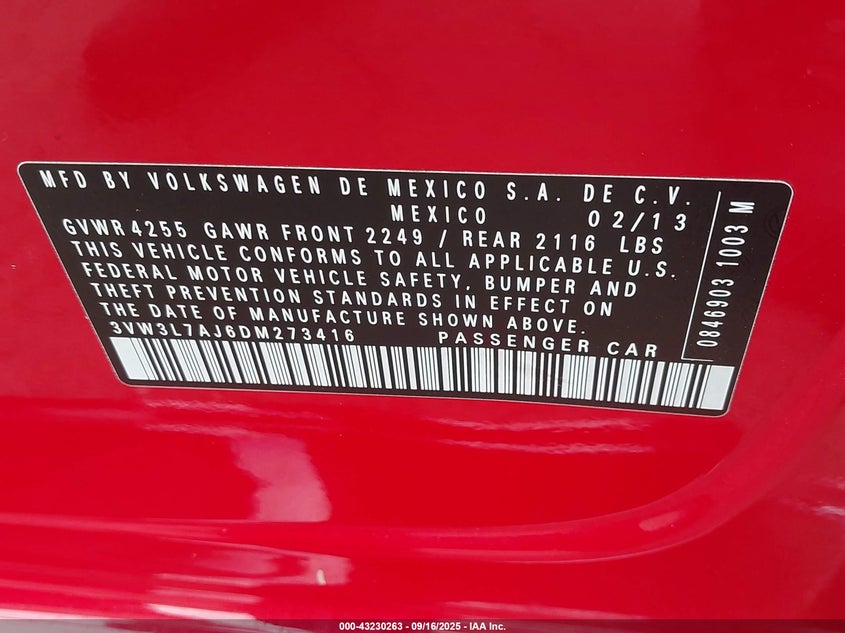 MFD BY VOLKSWAGEN DE MEXICO S.A. DE C.V.
MEXICO 02/13
GVWR 4255 GAWR FRONT 2249 / REAR 2116 LBS
THIS VEHICLE CONFORMS TO ALL APPLICABLE U.S.
FEDERAL MOTOR VEHICLE SAFETY, BUMPER AND
THEFT PREVENTION STANDARDS IN EFFECT ON
THE DATE OF MANUFACTURE SHOWN ABOVE.
3VW3L7AJ6DM273416 PASSENGER CAR
0846903 1003 M
000-43230263 - 09/16/2025 - IAA Inc.